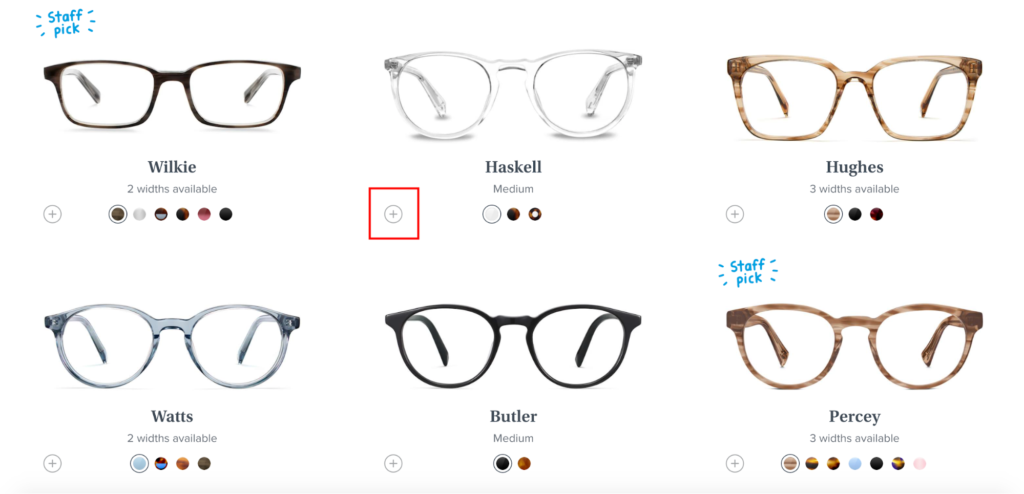 Staff
pick
Wilkie
2 widths available
Haskell
Medium
Hughes
3 widths available
Watts
2 widths available
Butler
Medium
Staff
pick
Percey
3 widths available